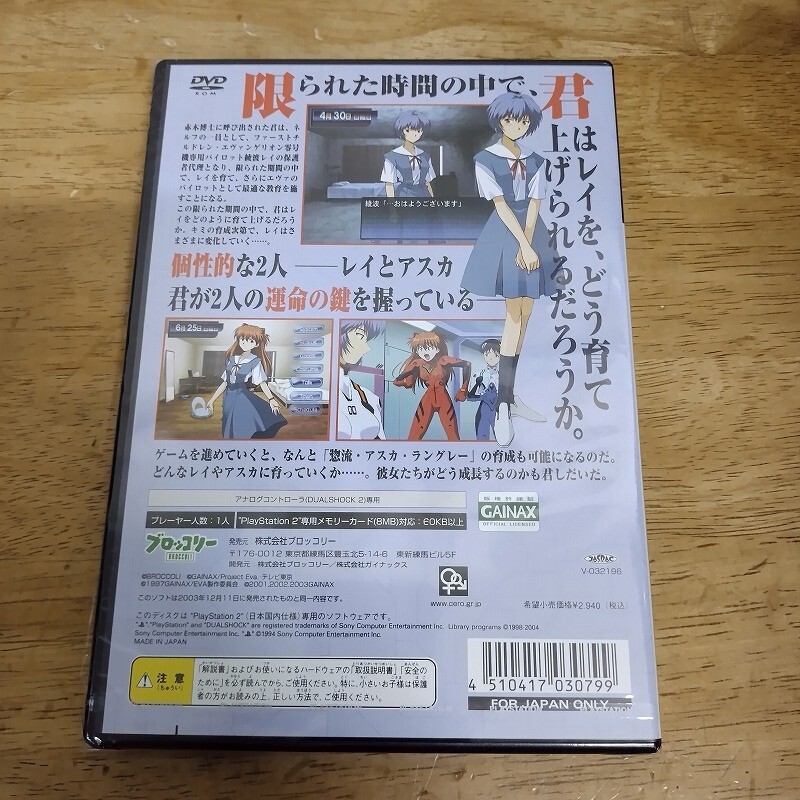 DVD
ROM
限られた時間の中で、君
はレイを、どう育て
上げられるだろうか。
赤木博士に呼び出された君は、ネ
ルフの一員として、ファーストチ
ルドレン・エヴァンゲリオン零号
機専用パイロット綾波レイの保護
者代理となり、限られた期間の中
で、レイを育て、さらにエヴァの
パイロットとして最適な教育を施
すことになる。
この限られた期間の中で、君はレ
イをどのように育て上げるだろう
か。キミの育成次第で、レイはさ
まざまに変化していく……。
4月30日
綾波「…おはようございます」
個性的な2人 ――レイとアスカ
君が2人の運命の鍵を握っている――
6月25日
ゲームを進めていくと、なんと「惣流・アスカ・ラングレー」の育成も可能になるのだ。
どんなレイやアスカに育っていくか……。彼女たちがどう成長するのかも君しだいだ。
アナログコントローラ(DUALSHOCK 2)専用
プレーヤー人数：1人
"PlayStation 2"専用メモリーカード(8MB)対応：60KB以上
版権許諾証
GAINAX
OFFICIAL LICENSED
ブロッコリー
BROCCOLI
発売元 株式会社ブロッコリー
〒176-0012 東京都練馬区豊玉北5-14-6 東新練馬ビル5F
開発元 株式会社ブロッコリー／株式会社ガイナックス
JASRAC
V-032196
©BROCCOLI ©GAINAX/Project Eva. テレビ東京
©1997GAINAX/EVA製作委員会 ©2001.2002.2003GAINAX
www.cero.gr.jp
希望小売価格¥2,940（税込）
このソフトは2003年12月11日に発売されたものと同一内容です。
このディスクは "PlayStation 2" (日本国内仕様) 専用のソフトウェアです。
"PlayStation" and "DUALSHOCK" are registered trademarks of Sony Computer Entertainment Inc. Library programs ©1998-2004
Sony Computer Entertainment Inc. ©1994 Sony Computer Entertainment Inc.
MADE IN JAPAN
注意
(ちゅうい)
「解説書」およびお使いになるハードウェアの「取扱説明書」「安全の
ために」を必ず読んでから、ご使用ください。特に、小さいお子様は保護
者の方がお読みの上、正しい方法で、ご使用ください。
4 510417 030799
FOR JAPAN ONLY